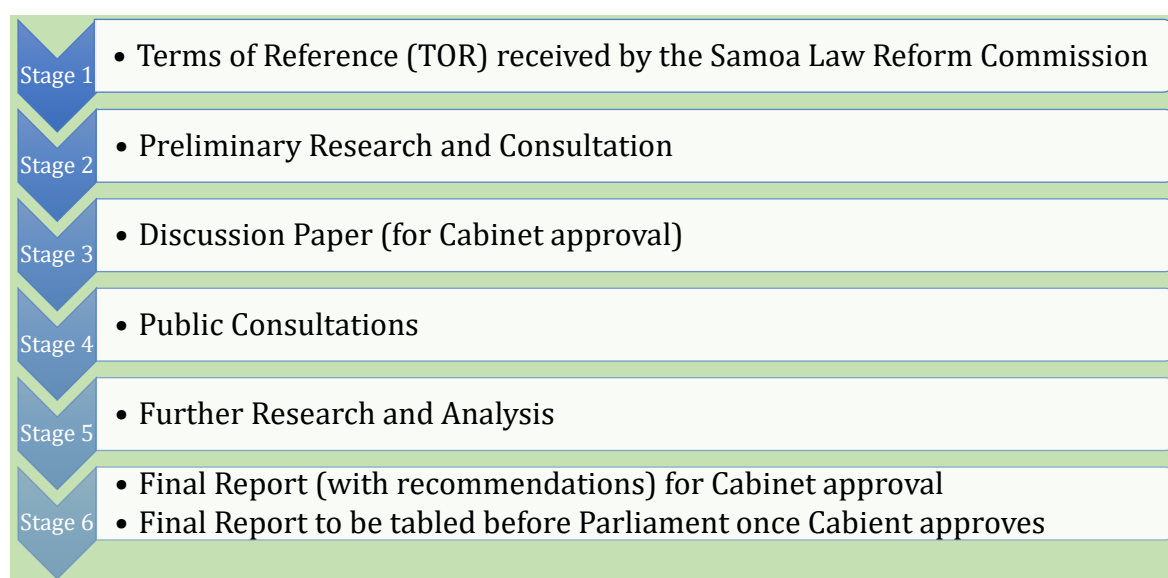 Stage 1
• Terms of Reference (TOR) received by the Samoa Law Reform Commission
Stage 2
• Preliminary Research and Consultation
Stage 3
• Discussion Paper (for Cabinet approval)
Stage 4
• Public Consultations
Stage 5
• Further Research and Analysis
Stage 6
• Final Report (with recommendations) for Cabinet approval
• Final Report to be tabled before Parliament once Cabient approves